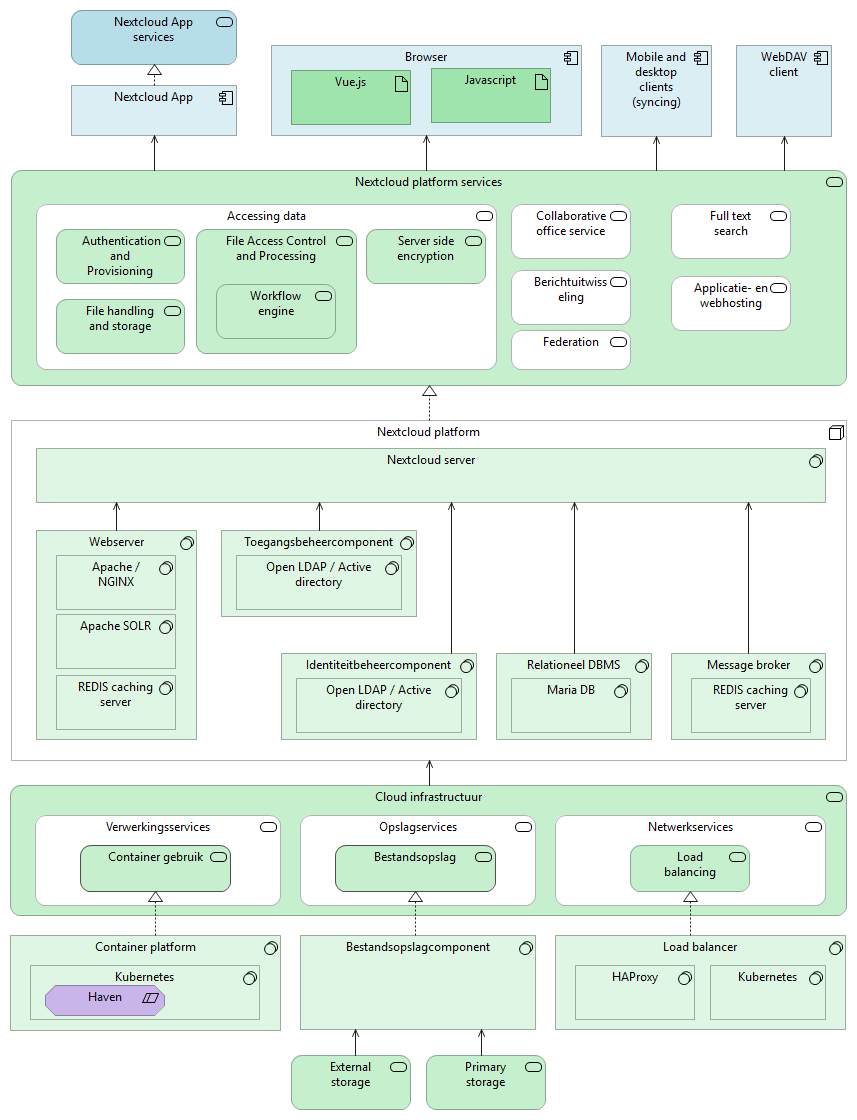 Nextcloud App
services
Nextcloud App
Browser
Vue.js
Javascript
Mobile and
desktop
clients
(syncing)
WebDAV
client
Nextcloud platform services
Accessing data
Authentication
and
Provisioning
File Access Control
and Processing
Workflow
engine
Server side
encryption
File handling
and storage
Collaborative
office service
Full text
search
Berichtuitwiss
eling
Applicatie- en
webhosting
Federation
Nextcloud platform
Nextcloud server
Webserver
Apache /
NGINX
Apache SOLR
REDIS caching
server
Toegangsbeheercomponent
Open LDAP / Active
directory
Identiteitbeheercomponent
Open LDAP / Active
directory
Relationeel DBMS
Maria DB
Message broker
REDIS caching
server
Cloud infrastructuur
Verwerkingsservices
Container gebruik
Opslagservices
Bestandsopslag
Netwerkservices
Load
balancing
Container platform
Kubernetes
Haven
Bestandsopslagcomponent
Load balancer
HAProxy
Kubernetes
External
storage
Primary
storage